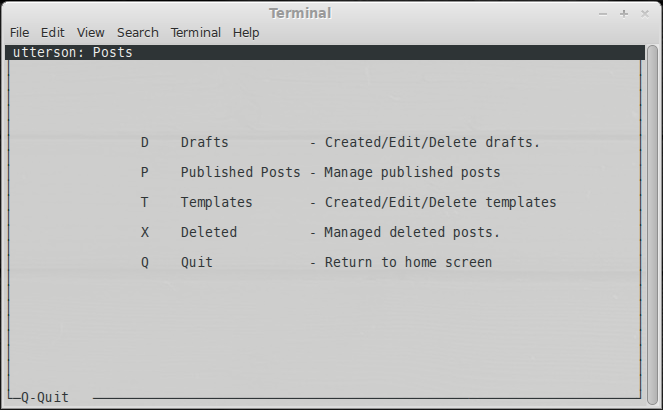 Terminal
File Edit View Search Terminal Help
utterson: Posts
D Drafts - Created/Edit/Delete drafts.
P Published Posts - Manage published posts
T Templates - Created/Edit/Delete templates
X Deleted - Managed deleted posts.
Q Quit - Return to home screen
Q-Quit